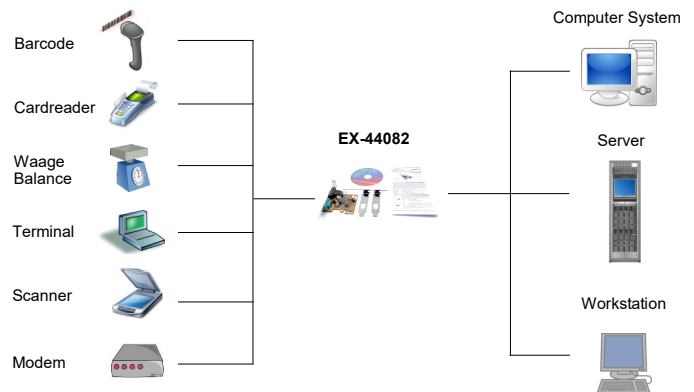 Barcode
Cardreader
Waage
Balance
Terminal
Scanner
Modem
EX-44082
Computer System
Server
Workstation